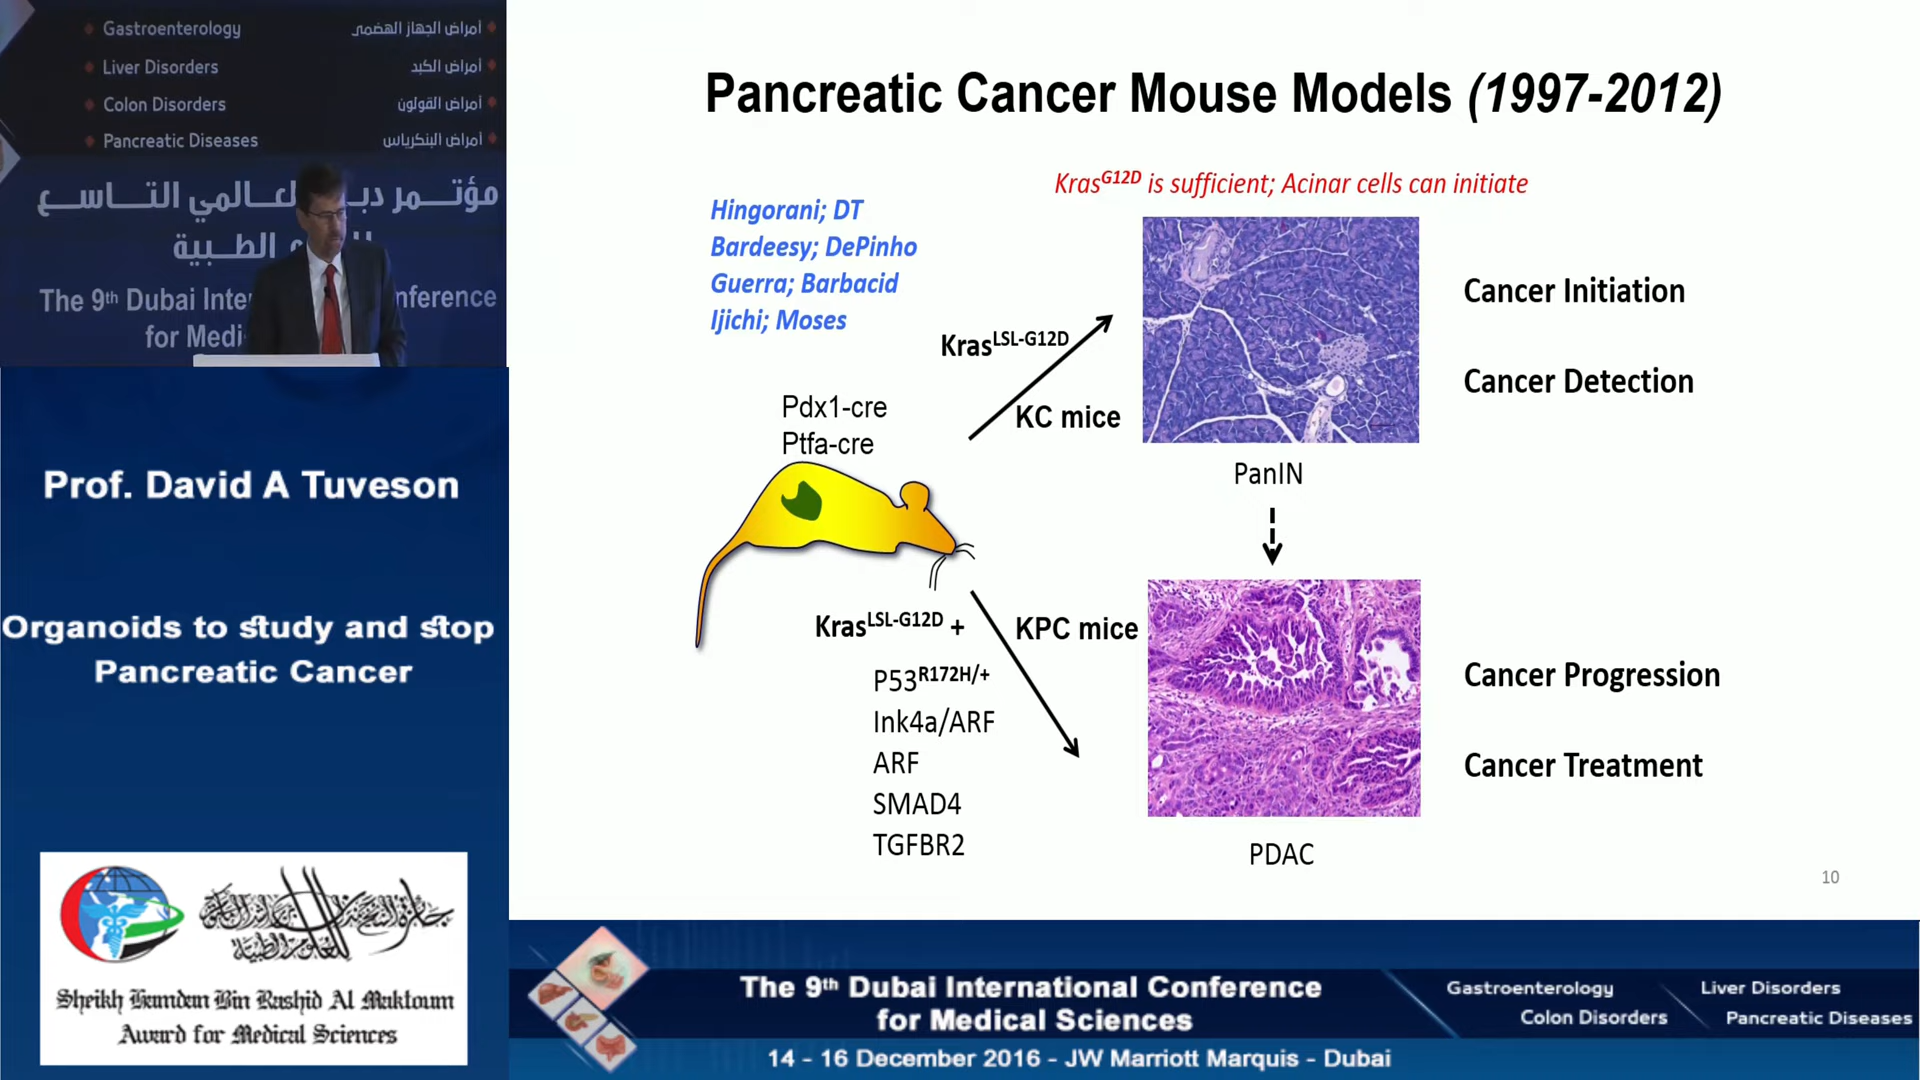 Gastroenterology أمراض الجهاز الهضمي
Liver Disorders أمراض الكبد
Colon Disorders أمراض القولون
Pancreatic Diseases أمراض البنكرياس
مؤتمر دب لعالمي التاسع
الطبية
The 9th Dubai Inte nference
for Medi
Prof. David A Tuveson
Organoids to study and stop
Pancreatic Cancer
Sheikh Hamdan Bin Rashid Al Maktoum
Award for Medical Sciences
Pancreatic Cancer Mouse Models (1997-2012)
KrasG12D is sufficient; Acinar cells can initiate
Hingorani; DT
Bardeesy; DePinho
Guerra; Barbacid
Ijichi; Moses
KrasLSL-G12D
KC mice
Pdx1-cre
Ptfa-cre
Cancer Initiation
Cancer Detection
PanIN
KrasLSL-G12D +
KPC mice
P53R172H/+
Ink4a/ARF
ARF
SMAD4
TGFBR2
Cancer Progression
Cancer Treatment
PDAC
10
The 9th Dubai International Conference
for Medical Sciences
14 - 16 December 2016 - JW Marriott Marquis - Dubai
Gastroenterology
Liver Disorders
Colon Disorders
Pancreatic Diseases